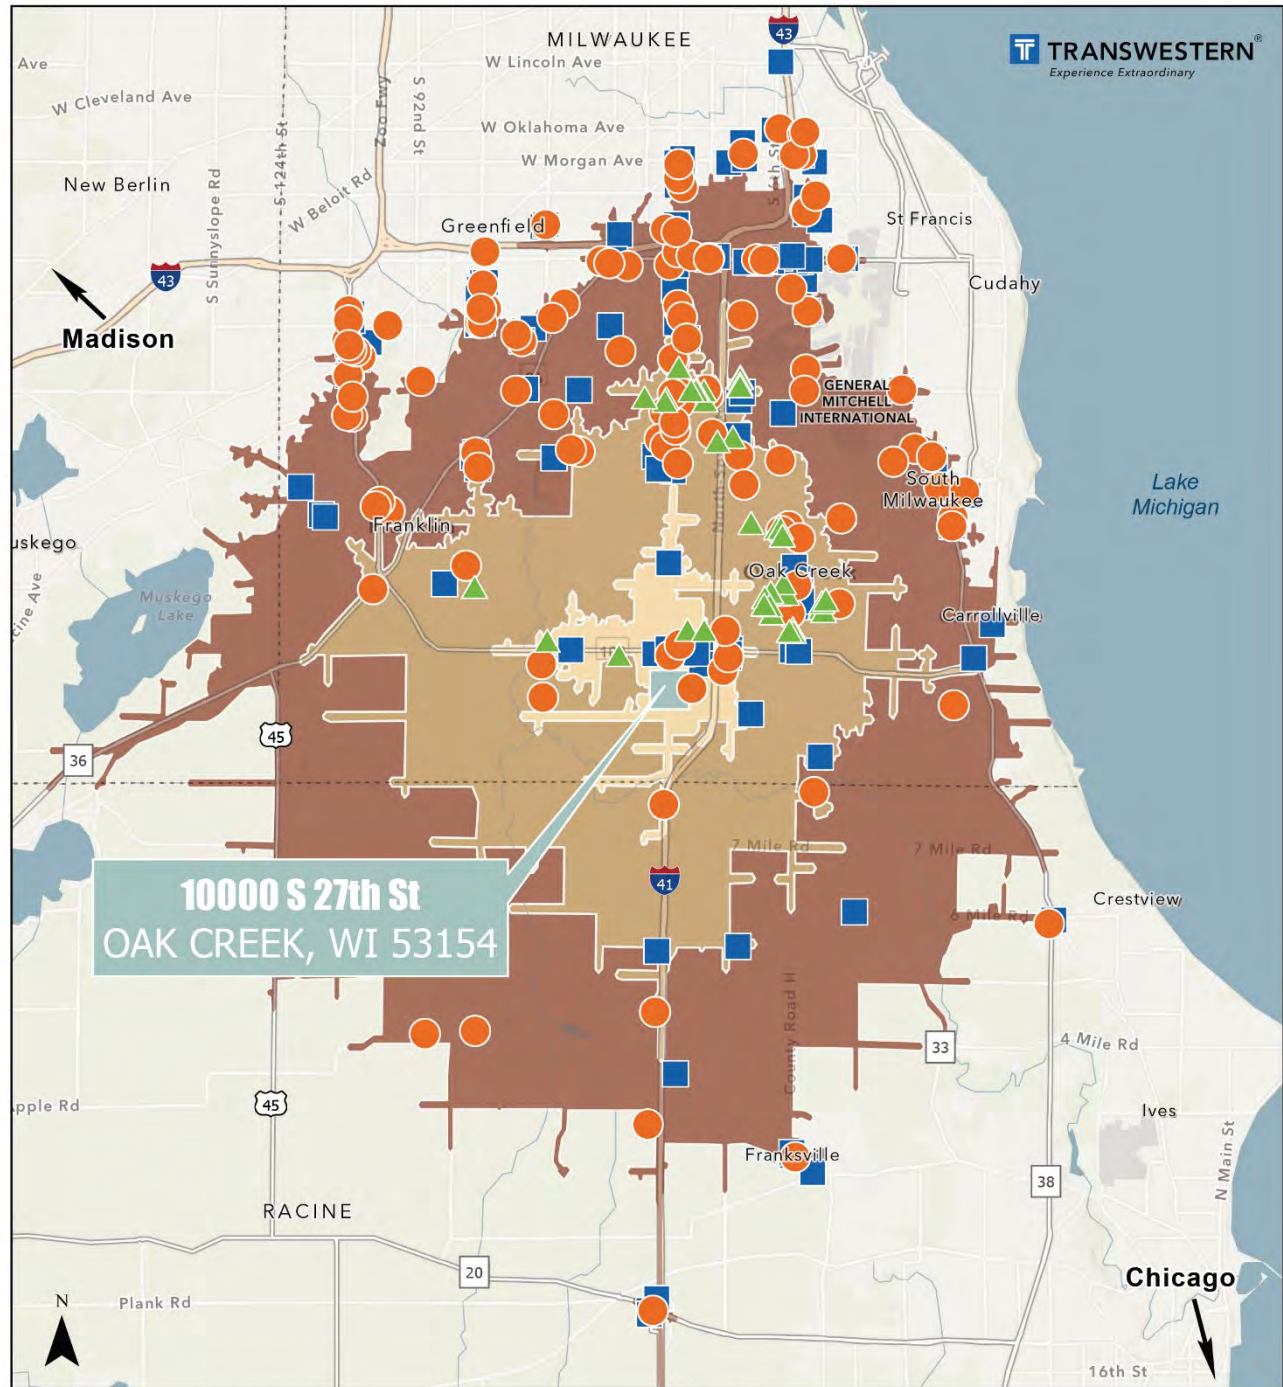 MILWAUKEE
43
TRANSWESTERN®
Experience Extraordinary
Ave
W Lincoln Ave
W Cleveland Ave
S 124th St
Zoo Fwy
S 92nd St
W Oklahoma Ave
W Morgan Ave
New Berlin
S Sunnyslope Rd
W Beloit Rd
Greenfield
St Francis
43
Cudahy
Madison
GENERAL
MITCHELL
INTERNATIONAL
South
Milwaukee
Lake
Michigan
Franklin
uskego
Oak Creek
Muskego
Lake
Carrollville
45
36
7 Mile Rd
7 Mile Rd
10000 S 27th St
OAK CREEK, WI 53154
41
Crestview
6 Mile Rd
County Road H
33
4 Mile Rd
45
Apple Rd
Ives
Franksville
N Main St
38
RACINE
20
Chicago
N
Plank Rd
16th St